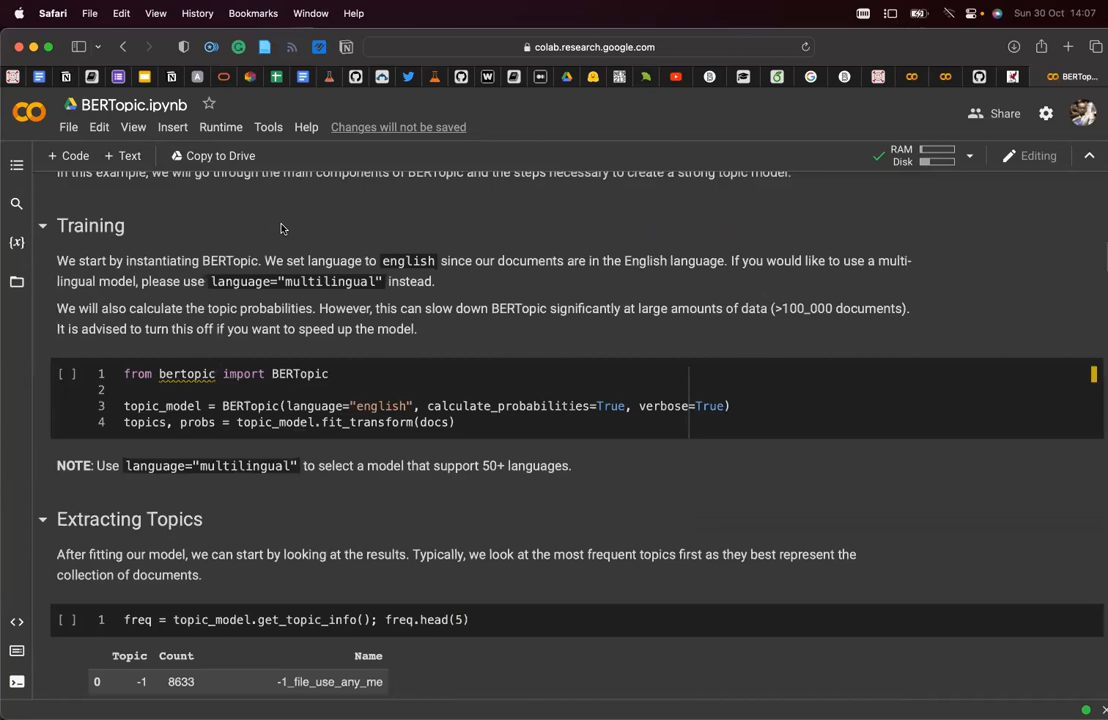 Safari File Edit View History Bookmarks Window Help Sun 30 Oct 14:07
colab.research.google.com
BERTop...
BERTopic.ipynb
File Edit View Insert Runtime Tools Help Changes will not be saved
Share
+ Code + Text Copy to Drive
RAM
Disk
Editing
In this example, we will go through the main components of BERTopic and the steps necessary to create a strong topic model.
Training
We start by instantiating BERTopic. We set language to english since our documents are in the English language. If you would like to use a multi-
lingual model, please use language="multilingual" instead.
We will also calculate the topic probabilities. However, this can slow down BERTopic significantly at large amounts of data (>100_000 documents).
It is advised to turn this off if you want to speed up the model.
[ ] 1 from bertopic import BERTopic
2
3 topic_model = BERTopic(language="english", calculate_probabilities=True, verbose=True)
4 topics, probs = topic_model.fit_transform(docs)
NOTE: Use language="multilingual" to select a model that support 50+ languages.
Extracting Topics
After fitting our model, we can start by looking at the results. Typically, we look at the most frequent topics first as they best represent the
collection of documents.
[ ] 1 freq = topic_model.get_topic_info(); freq.head(5)
Topic Count Name
0 -1 8633 -1_file_use_any_me